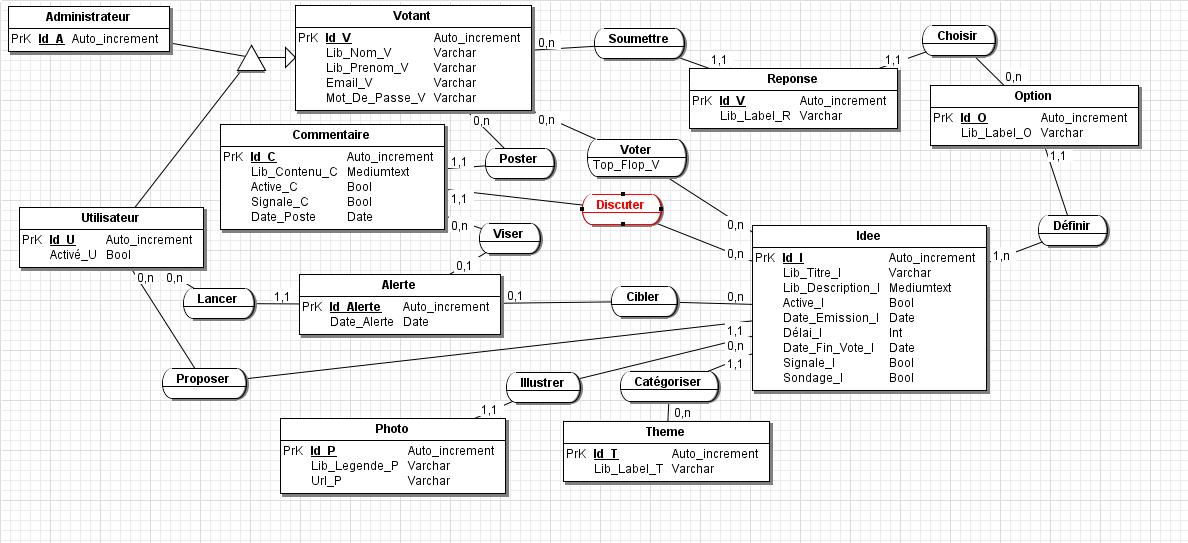 Administrateur
PrK Id_A Auto_increment
Votant
PrK Id_V Auto_increment
Lib_Nom_V Varchar
Lib_Prenom_V Varchar
Email_V Varchar
Mot_De_Passe_V Varchar
0,n
Soumettre
1,1
Reponse
PrK Id_V Auto_increment
Lib_Label_R Varchar
1,1
Choisir
0,n
Option
PrK Id_O Auto_increment
Lib_Label_O Varchar
Commentaire
PrK Id_C Auto_increment
Lib_Contenu_C Mediumtext
Active_C Bool
Signale_C Bool
Date_Poste Date
0,n
Poster
1,1
0,n
Voter
Top_Flop_V
0,n
1,1
Discuter
0,n
0,n
Viser
0,1
1,1
Définir
1,n
Utilisateur
PrK Id_U Auto_increment
Activé_U Bool
0,n
0,n
Lancer
1,1
Alerte
PrK Id_Alerte Auto_increment
Date_Alerte Date
0,1
Cibler
0,n
Idee
PrK Id_I Auto_increment
Lib_Titre_I Varchar
Lib_Description_I Mediumtext
Active_I Bool
Date_Emission_I Date
Délai_I Int
Date_Fin_Vote_I Date
Signale_I Bool
Sondage_I Bool
Proposer
1,1
0,n
Illustrer
1,1
1,1
Catégoriser
0,n
Photo
PrK Id_P Auto_increment
Lib_Legende_P Varchar
Url_P Varchar
Theme
PrK Id_T Auto_increment
Lib_Label_T Varchar